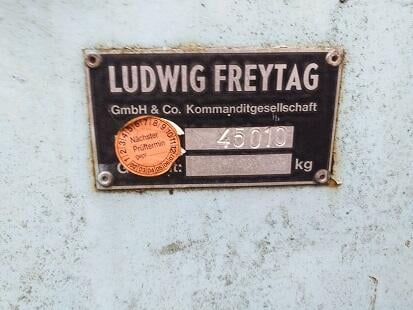 LUDWIG FREYTAG
GmbH & Co. Kommanditgesellschaft
45010
kg
Nächster
Prüftermin